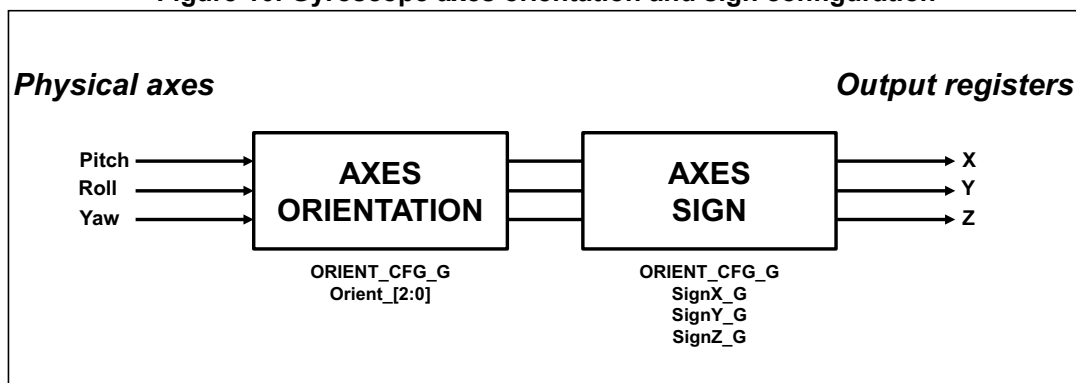 Figure 10. Gyroscope axes orientation and sign configuration
Physical axes
Output registers
Pitch
Roll
Yaw
AXES
ORIENTATION
AXES
SIGN
X
Y
Z
ORIENT_CFG_G
Orient_[2:0]
ORIENT_CFG_G
SignX_G
SignY_G
SignZ_G